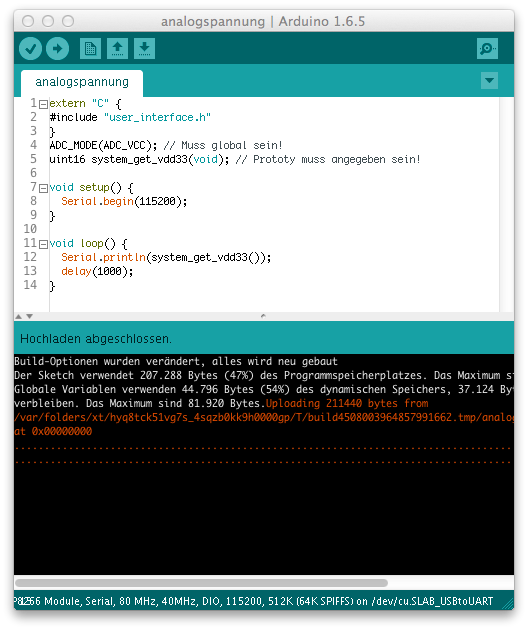 analogspannung | Arduino 1.6.5
analogspannung
1 extern "C" {
2 #include "user_interface.h"
3 }
4 ADC_MODE(ADC_VCC); // Muss global sein!
5 uint16 system_get_vdd33(void); // Prototy muss angegeben sein!
6
7 void setup() {
8 Serial.begin(115200);
9 }
10
11 void loop() {
12 Serial.println(system_get_vdd33());
13 delay(1000);
14 }
Hochladen abgeschlossen.
Build-Optionen wurden verändert, alles wird neu gebaut
Der Sketch verwendet 207.288 Bytes (47%) des Programmspeicherplatzes. Das Maximum si
Globale Variablen verwenden 44.796 Bytes (54%) des dynamischen Speichers, 37.124 By
verbleiben. Das Maximum sind 81.920 Bytes.Uploading 211440 bytes from
/var/folders/xt/hyq8tck51vg7s_4sqzb0kk9h0000gp/T/build4508003964857991662.tmp/analog
at 0x00000000
................................................................................
................................................................................
Module, Serial, 80 MHz, 40MHz, DIO, 115200, 512K (64K SPIFFS) on /dev/cu.SLAB_USBtoUART